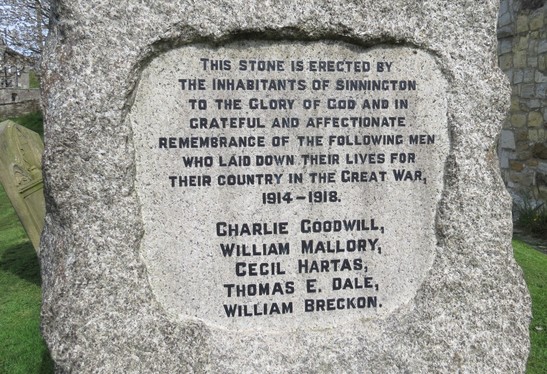 THIS STONE IS ERECTED BY
THE INHABITANTS OF SINNINGTON
TO THE GLORY OF GOD AND IN
GRATEFUL AND AFFECTIONATE
REMEMBRANCE OF THE FOLLOWING MEN
WHO LAID DOWN THEIR LIVES FOR
THEIR COUNTRY IN THE GREAT WAR,
1914-1918.
CHARLIE GOODWILL,
WILLIAM MALLORY,
CECIL HARTAS,
THOMAS E. DALE,
WILLIAM BRECKON.